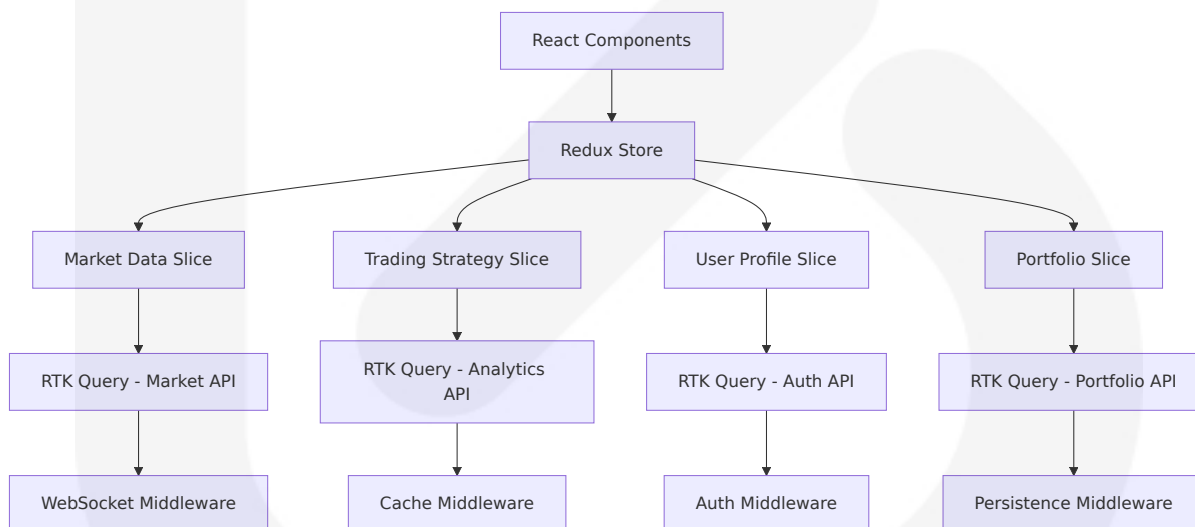 React Components
Redux Store
Market Data Slice
Trading Strategy Slice
User Profile Slice
Portfolio Slice
RTK Query - Market API
RTK Query - Analytics
API
RTK Query - Auth API
RTK Query - Portfolio API
WebSocket Middleware
Cache Middleware
Auth Middleware
Persistence Middleware